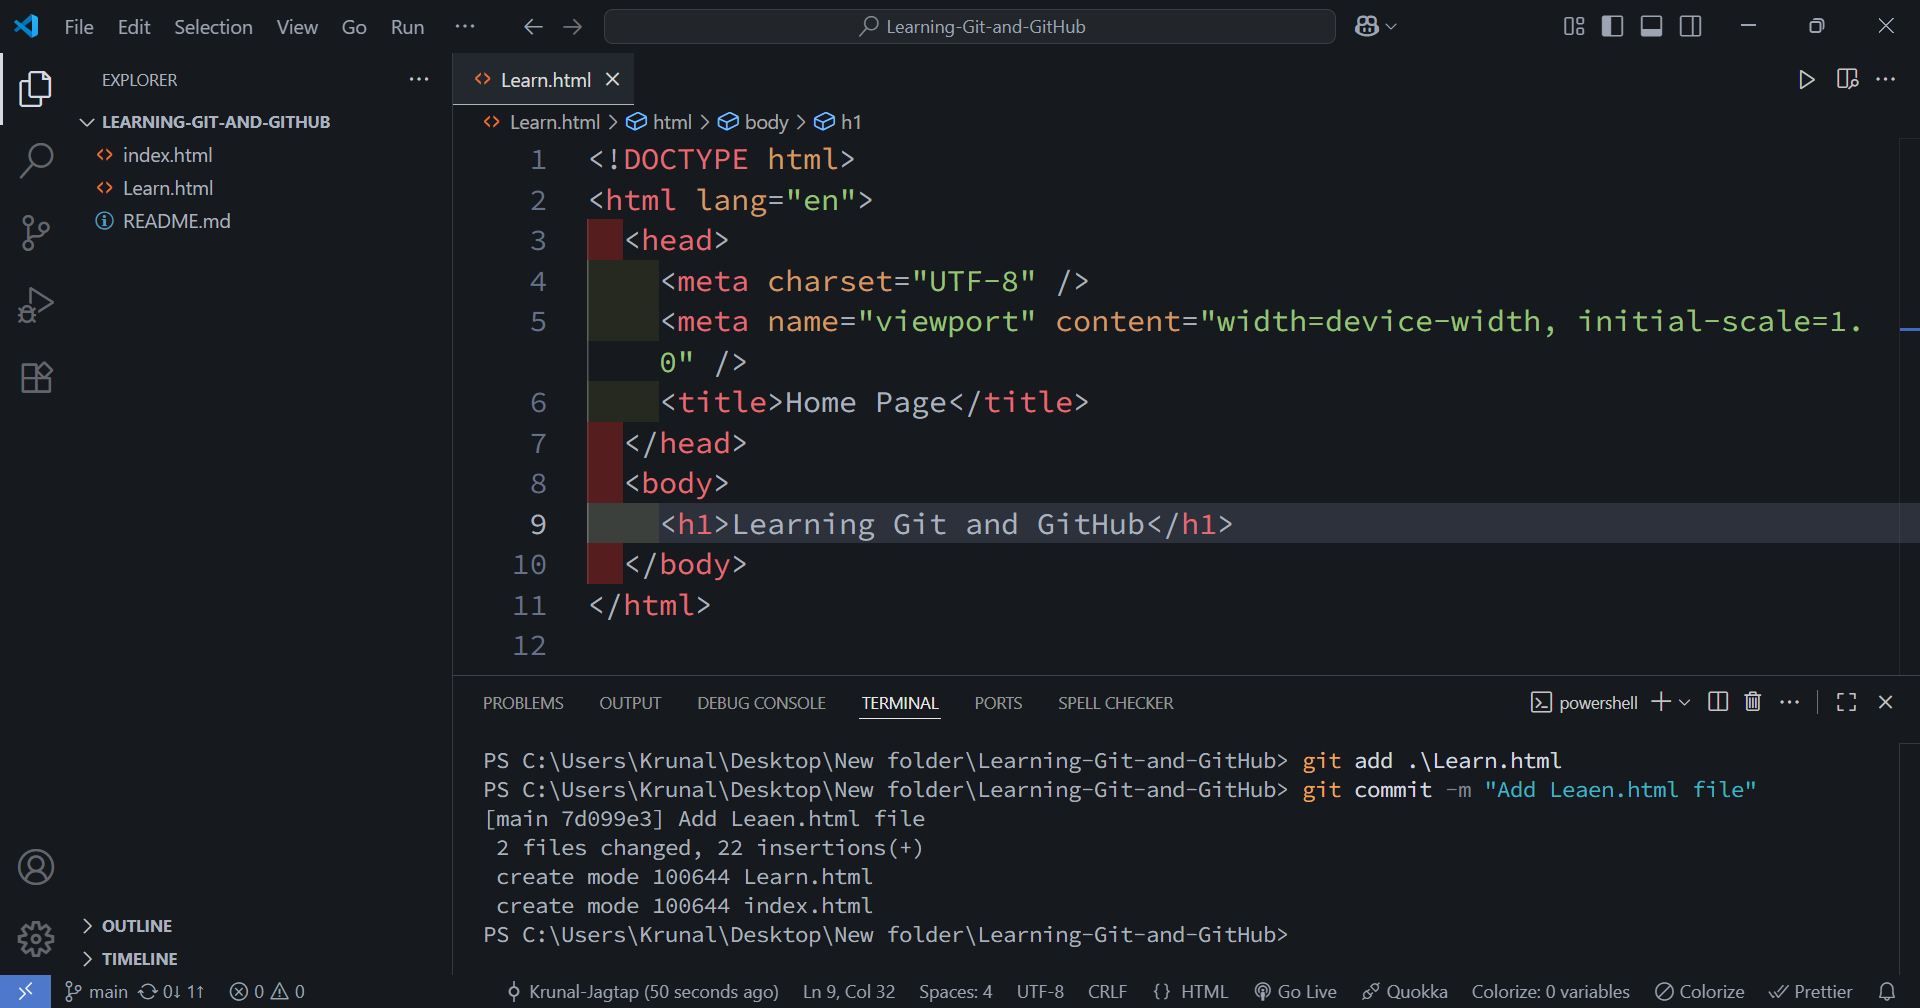 File Edit Selection View Go Run ··· Learning-Git-and-GitHub
EXPLORER
LEARNING-GIT-AND-GITHUB
index.html
Learn.html
README.md
OUTLINE
TIMELINE
Learn.html
Learn.html > html > body > h1
1 <!DOCTYPE html>
2 <html lang="en">
3 <head>
4 <meta charset="UTF-8" />
5 <meta name="viewport" content="width=device-width, initial-scale=1.
0" />
6 <title>Home Page</title>
7 </head>
8 <body>
9 <h1>Learning Git and GitHub</h1>
10 </body>
11 </html>
12
PROBLEMS OUTPUT DEBUG CONSOLE TERMINAL PORTS SPELL CHECKER powershell
PS C:\Users\Krunal\Desktop\New folder\Learning-Git-and-GitHub> git add .\Learn.html
PS C:\Users\Krunal\Desktop\New folder\Learning-Git-and-GitHub> git commit -m "Add Leaen.html file"
[main 7d099e3] Add Leaen.html file
2 files changed, 22 insertions(+)
create mode 100644 Learn.html
create mode 100644 index.html
PS C:\Users\Krunal\Desktop\New folder\Learning-Git-and-GitHub>
main 0↓ 1↑ 0 0 Krunal-Jagtap (50 seconds ago) Ln 9, Col 32 Spaces: 4 UTF-8 CRLF {} HTML Go Live Quokka Colorize: 0 variables Colorize Prettier